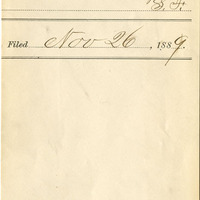 S. F.
Filed Nov 26, 1889.